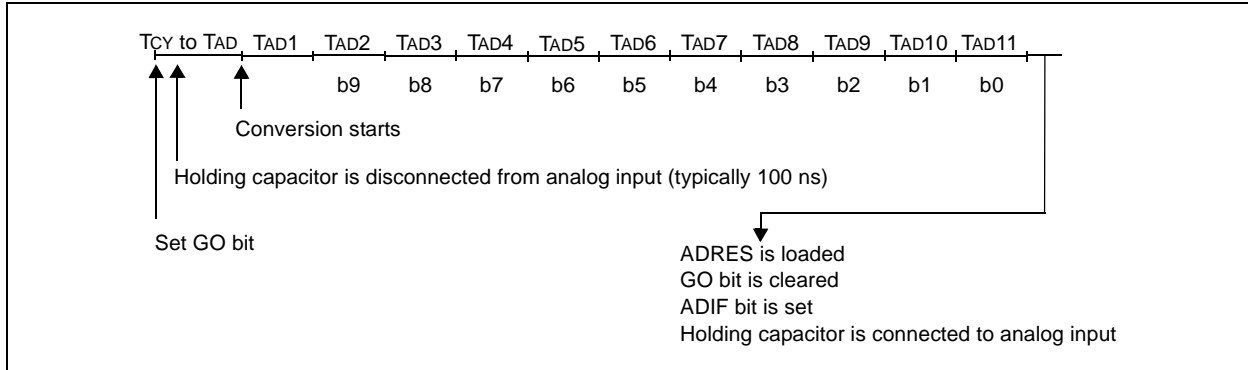 TCY to TAD TAD1 TAD2 TAD3 TAD4 TAD5 TAD6 TAD7 TAD8 TAD9 TAD10 TAD11
b9 b8 b7 b6 b5 b4 b3 b2 b1 b0
Conversion starts
Holding capacitor is disconnected from analog input (typically 100 ns)
Set GO bit
ADRES is loaded
GO bit is cleared
ADIF bit is set
Holding capacitor is connected to analog input